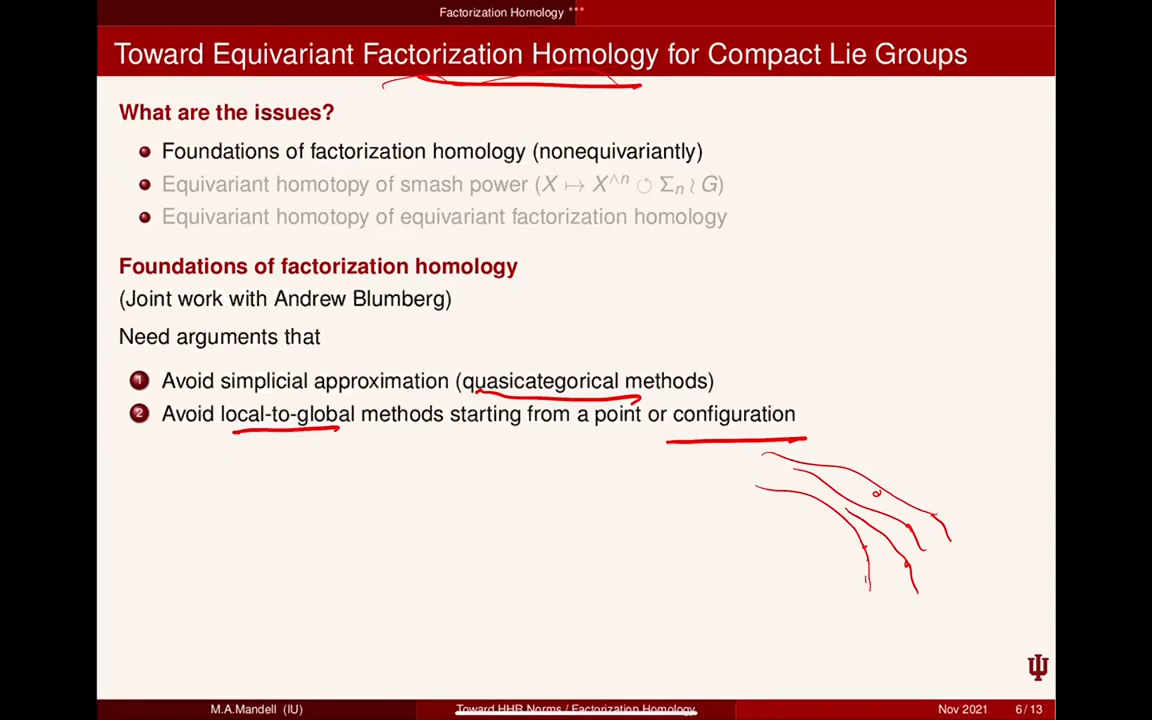 Factorization Homology
Toward Equivariant Factorization Homology for Compact Lie Groups
What are the issues?
Foundations of factorization homology (nonequivariantly)
Equivariant homotopy of smash power (X ↦ X^∧n ↻ Σn ≀ G)
Equivariant homotopy of equivariant factorization homology
Foundations of factorization homology
(Joint work with Andrew Blumberg)
Need arguments that
1 Avoid simplicial approximation (quasicategorical methods)
2 Avoid local-to-global methods starting from a point or configuration
M.A.Mandell (IU) Toward HHR Norms / Factorization Homology Nov 2021 6 / 13